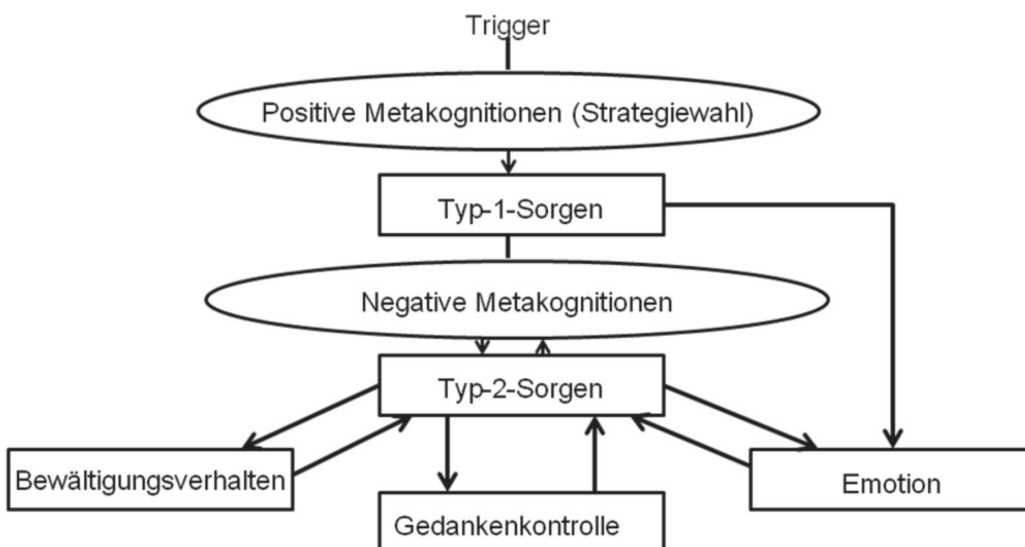 Trigger
Positive Metakognitionen (Strategiewahl)
Typ-1-Sorgen
Negative Metakognitionen
Typ-2-Sorgen
Bewältigungsverhalten
Gedankenkontrolle
Emotion